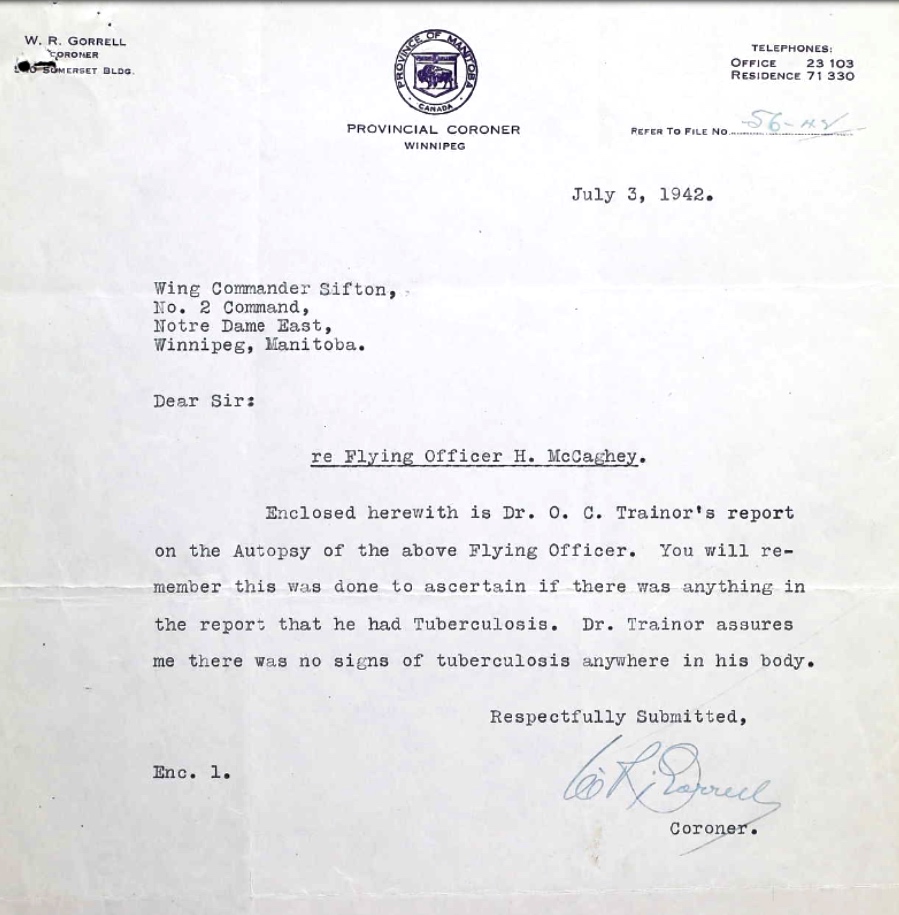 W. R. GORRELL
CORONER
SOMERSET BLDG.
PROVINCE OF MANITOBA
CANADA
PROVINCIAL CORONER
WINNIPEG
TELEPHONES:
OFFICE 23 103
RESIDENCE 71 330
REFER TO FILE NO. 56-42
July 3, 1942.
Wing Commander Sifton,
No. 2 Command,
Notre Dame East,
Winnipeg, Manitoba.
Dear Sir:
re Flying Officer H. McCaghey.
Enclosed herewith is Dr. O. C. Trainor's report
on the Autopsy of the above Flying Officer. You will re-
member this was done to ascertain if there was anything in
the report that he had Tuberculosis. Dr. Trainor assures
me there was no signs of tuberculosis anywhere in his body.
Respectfully Submitted,
Enc. 1.
W R Gorrell
Coroner.